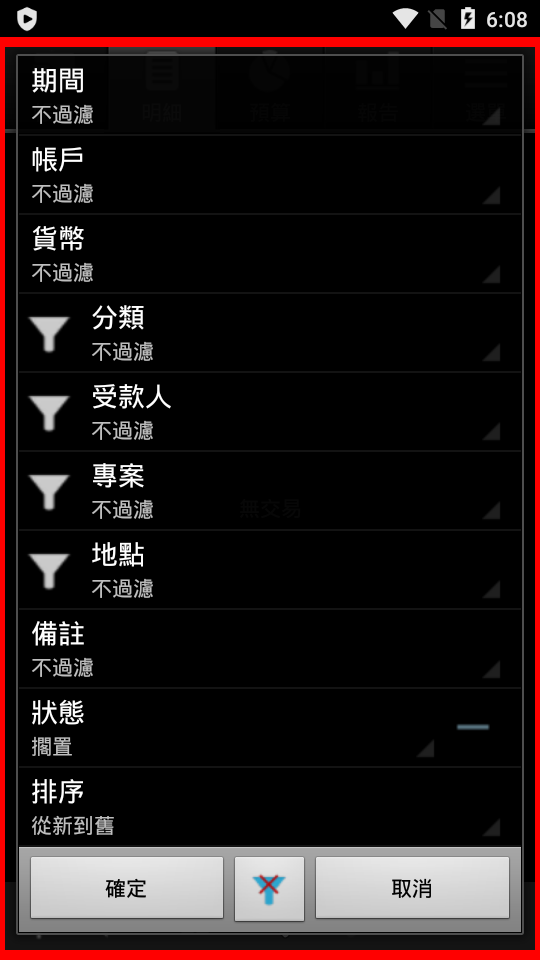 6:08
期間
不過濾
帳戶
不過濾
貨幣
不過濾
分類
不過濾
受款人
不過濾
專案
不過濾
無交易
地點
不過濾
備註
不過濾
狀態
擱置
排序
從新到舊
確定
取消